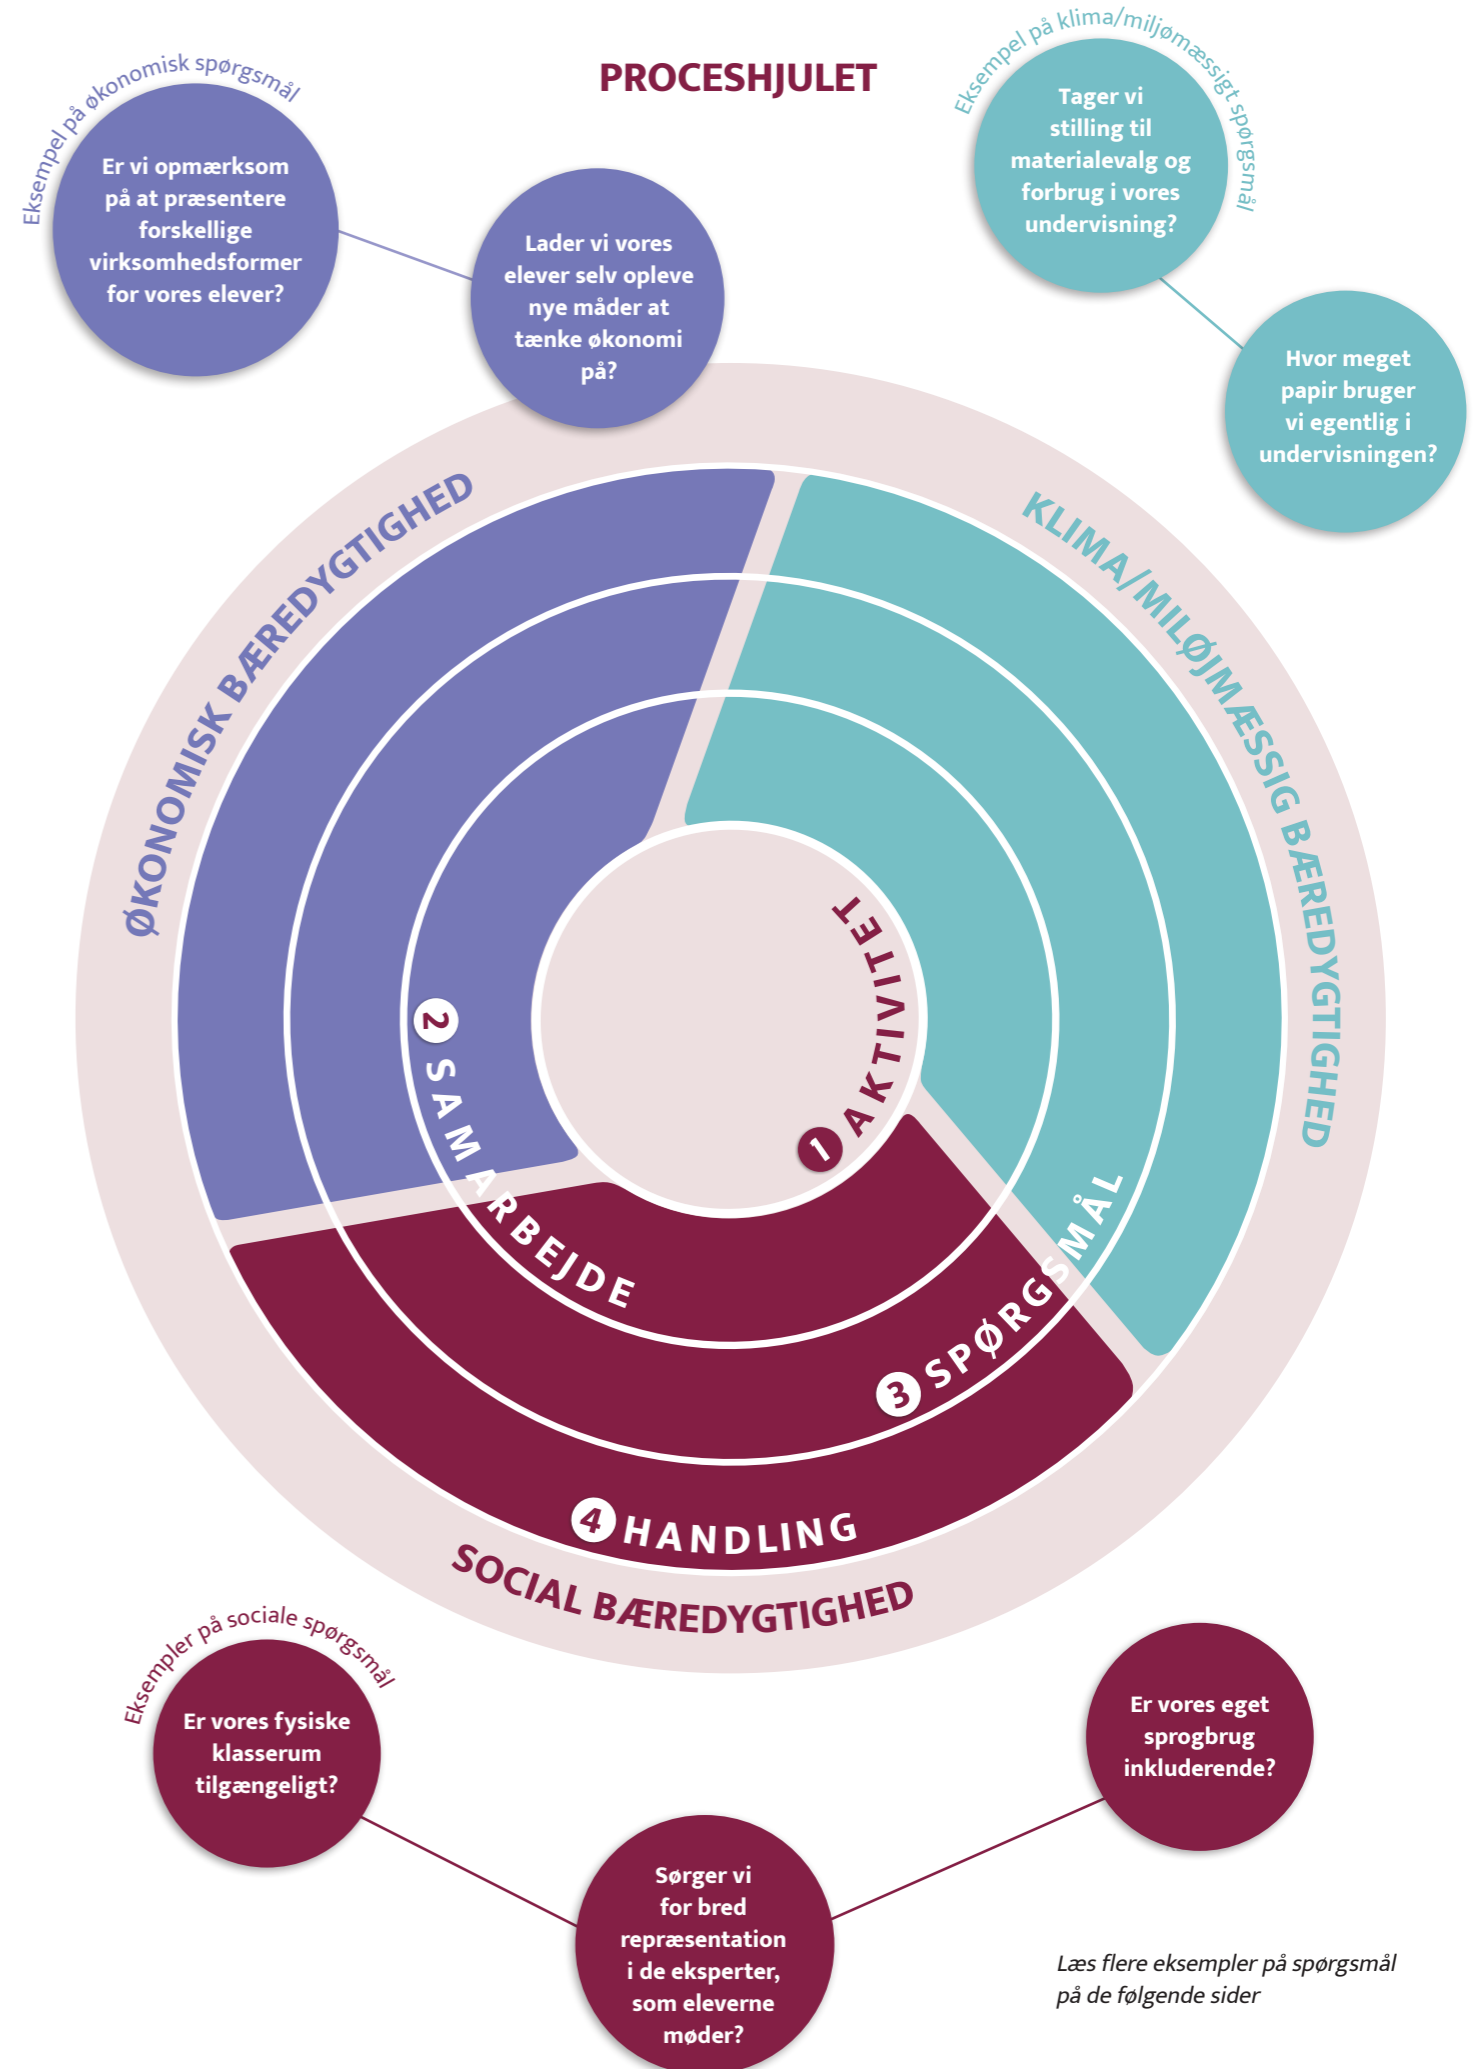 PROCESHJULET
Eksempel på økonomisk spørgsmål
Er vi opmærksom
på at præsentere
forskellige
virksomhedsformer
for vores elever?
Lader vi vores
elever selv opleve
nye måder at
tænke økonomi
på?
Eksempel på klima/miljømæssigt spørgsmål
Tager vi
stilling til
materialevalg og
forbrug i vores
undervisning?
Hvor meget
papir bruger
vi egentlig i
undervisningen?
ØKONOMISK BÆREDYGTIGHED
KLIMA/MILØJMÆSSIG BÆREDYGTIGHED
1 AKTIVITET
2 SAMARBEJDE
3 SPØRGSMÅL
4 HANDLING
SOCIAL BÆREDYGTIGHED
Eksempler på sociale spørgsmål
Er vores fysiske
klasserum
tilgængeligt?
Sørger vi
for bred
repræsentation
i de eksperter,
som eleverne
møder?
Er vores eget
sprogbrug
inkluderende?
Læs flere eksempler på spørgsmål
på de følgende sider